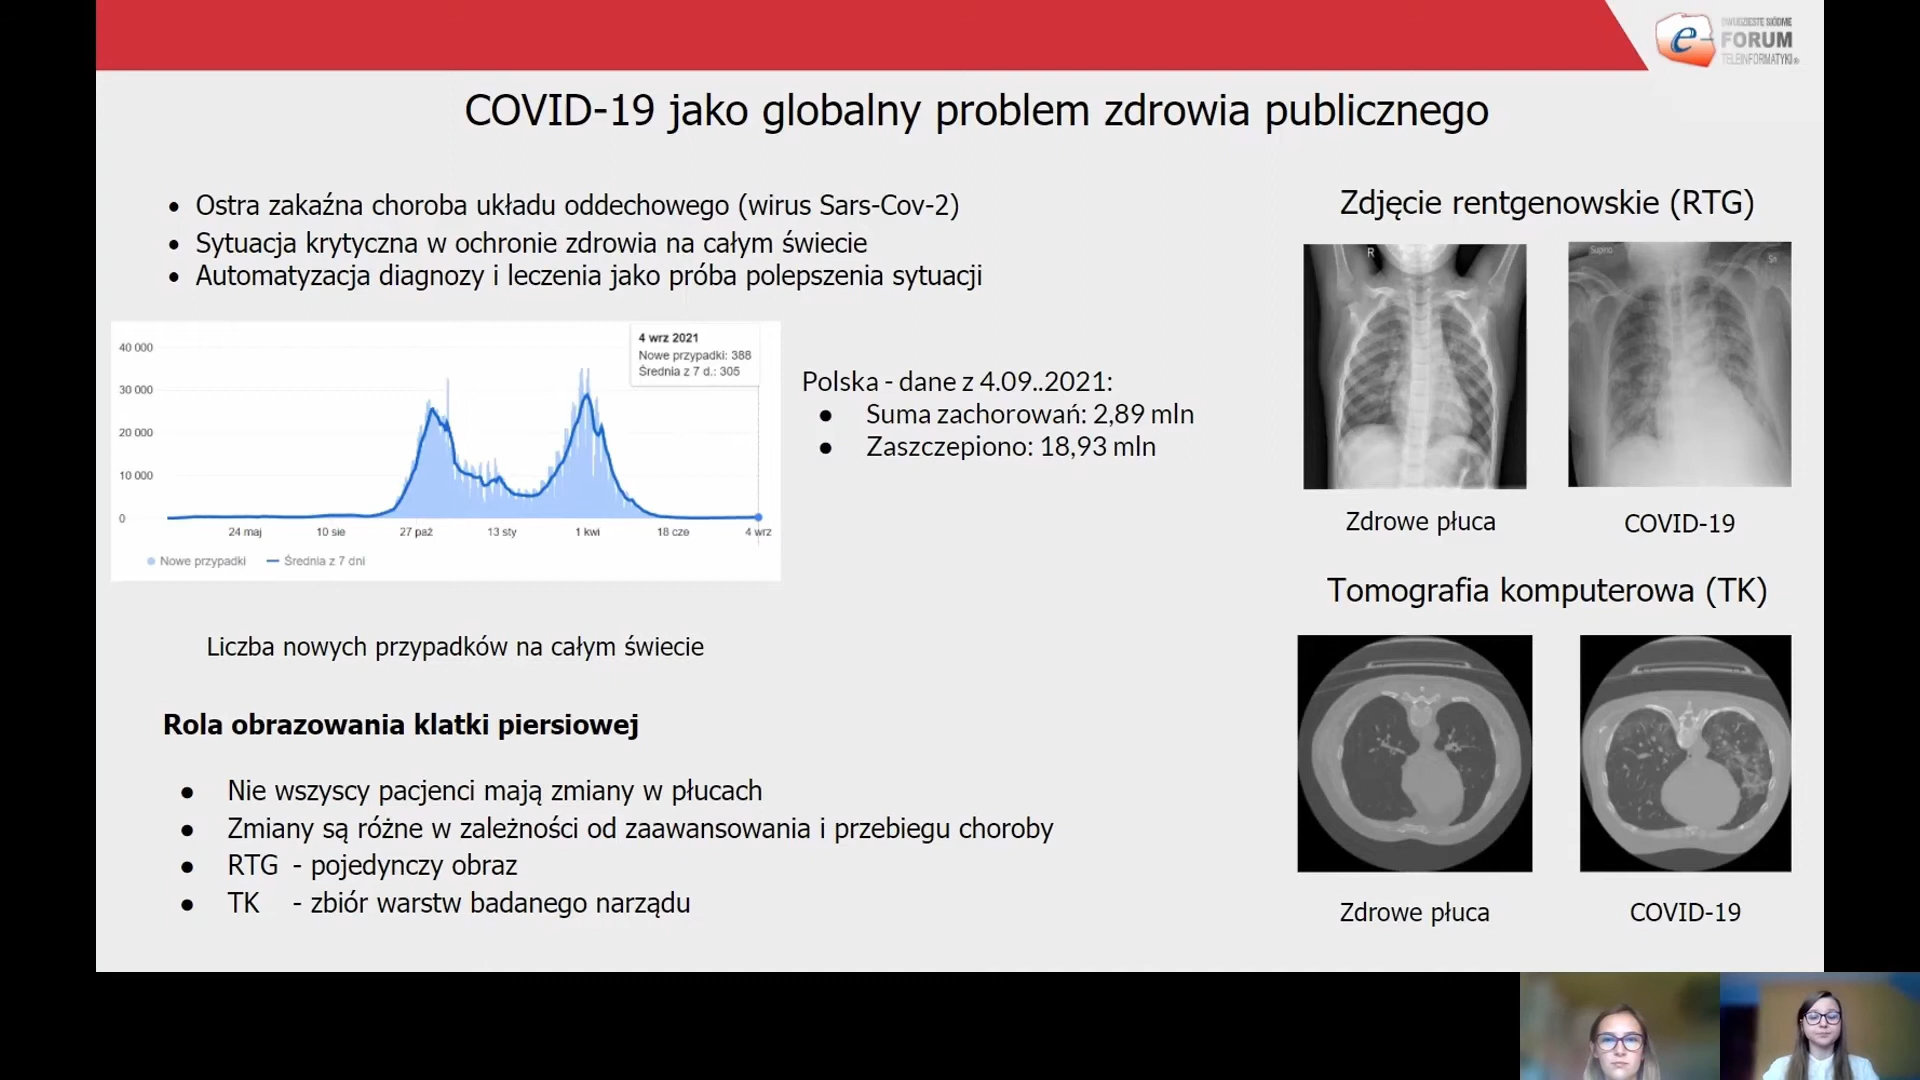 DWUDZIESTE SIÓDME
e-
FORUM
TELEINFORMATYKI®
COVID-19 jako globalny problem zdrowia publicznego
• Ostra zakaźna choroba układu oddechowego (wirus Sars-Cov-2)
• Sytuacja krytyczna w ochronie zdrowia na całym świecie
• Automatyzacja diagnozy i leczenia jako próba polepszenia sytuacji
4 wrz 2021
Nowe przypadki: 388
Średnia z 7 d.: 305
40 000
30 000
20 000
10 000
0
24 maj 10 sie 27 paź 13 sty 1 kwi 18 cze 4 wrz
Nowe przypadki Średnia z 7 dni
Liczba nowych przypadków na całym świecie
Polska - dane z 4.09..2021:
● Suma zachorowań: 2,89 mln
● Zaszczepiono: 18,93 mln
Rola obrazowania klatki piersiowej
● Nie wszyscy pacjenci mają zmiany w płucach
● Zmiany są różne w zależności od zaawansowania i przebiegu choroby
● RTG - pojedynczy obraz
● TK - zbiór warstw badanego narządu
Zdjęcie rentgenowskie (RTG)
R
Supino
Sn
Zdrowe płuca COVID-19
Tomografia komputerowa (TK)
Zdrowe płuca COVID-19